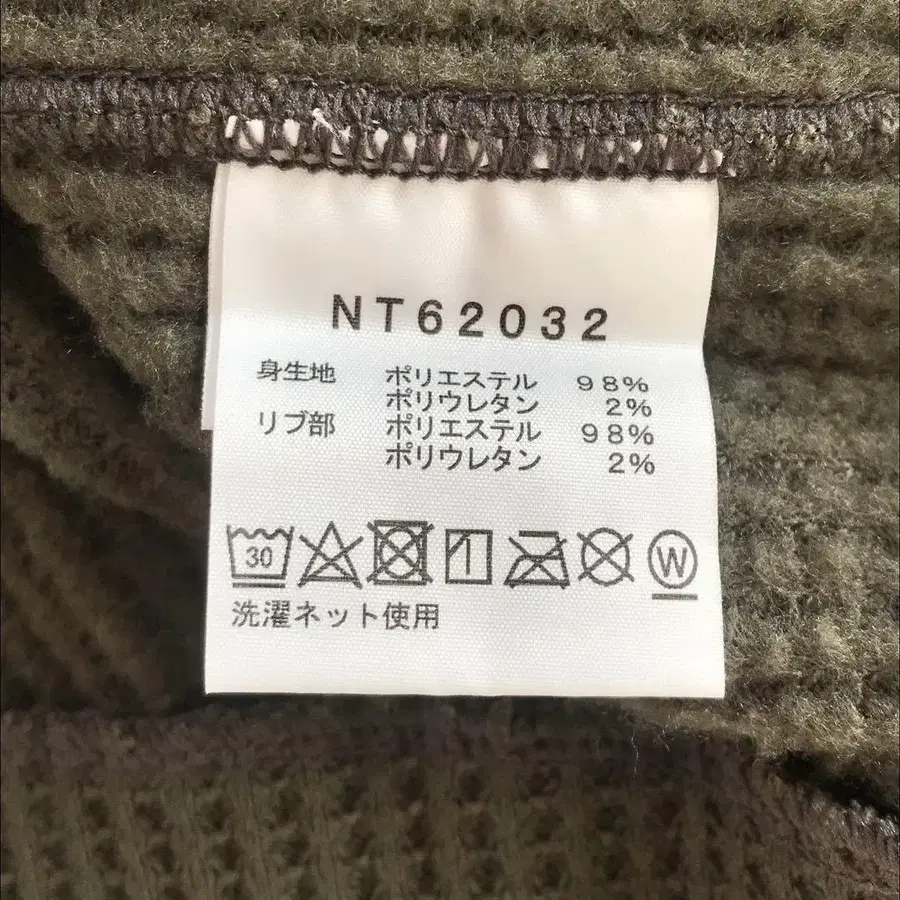 NT62032
身生地 ポリエステル 98%
ポリウレタン 2%
リブ部 ポリエステル 98%
ポリウレタン 2%
30 W
洗濯ネット使用